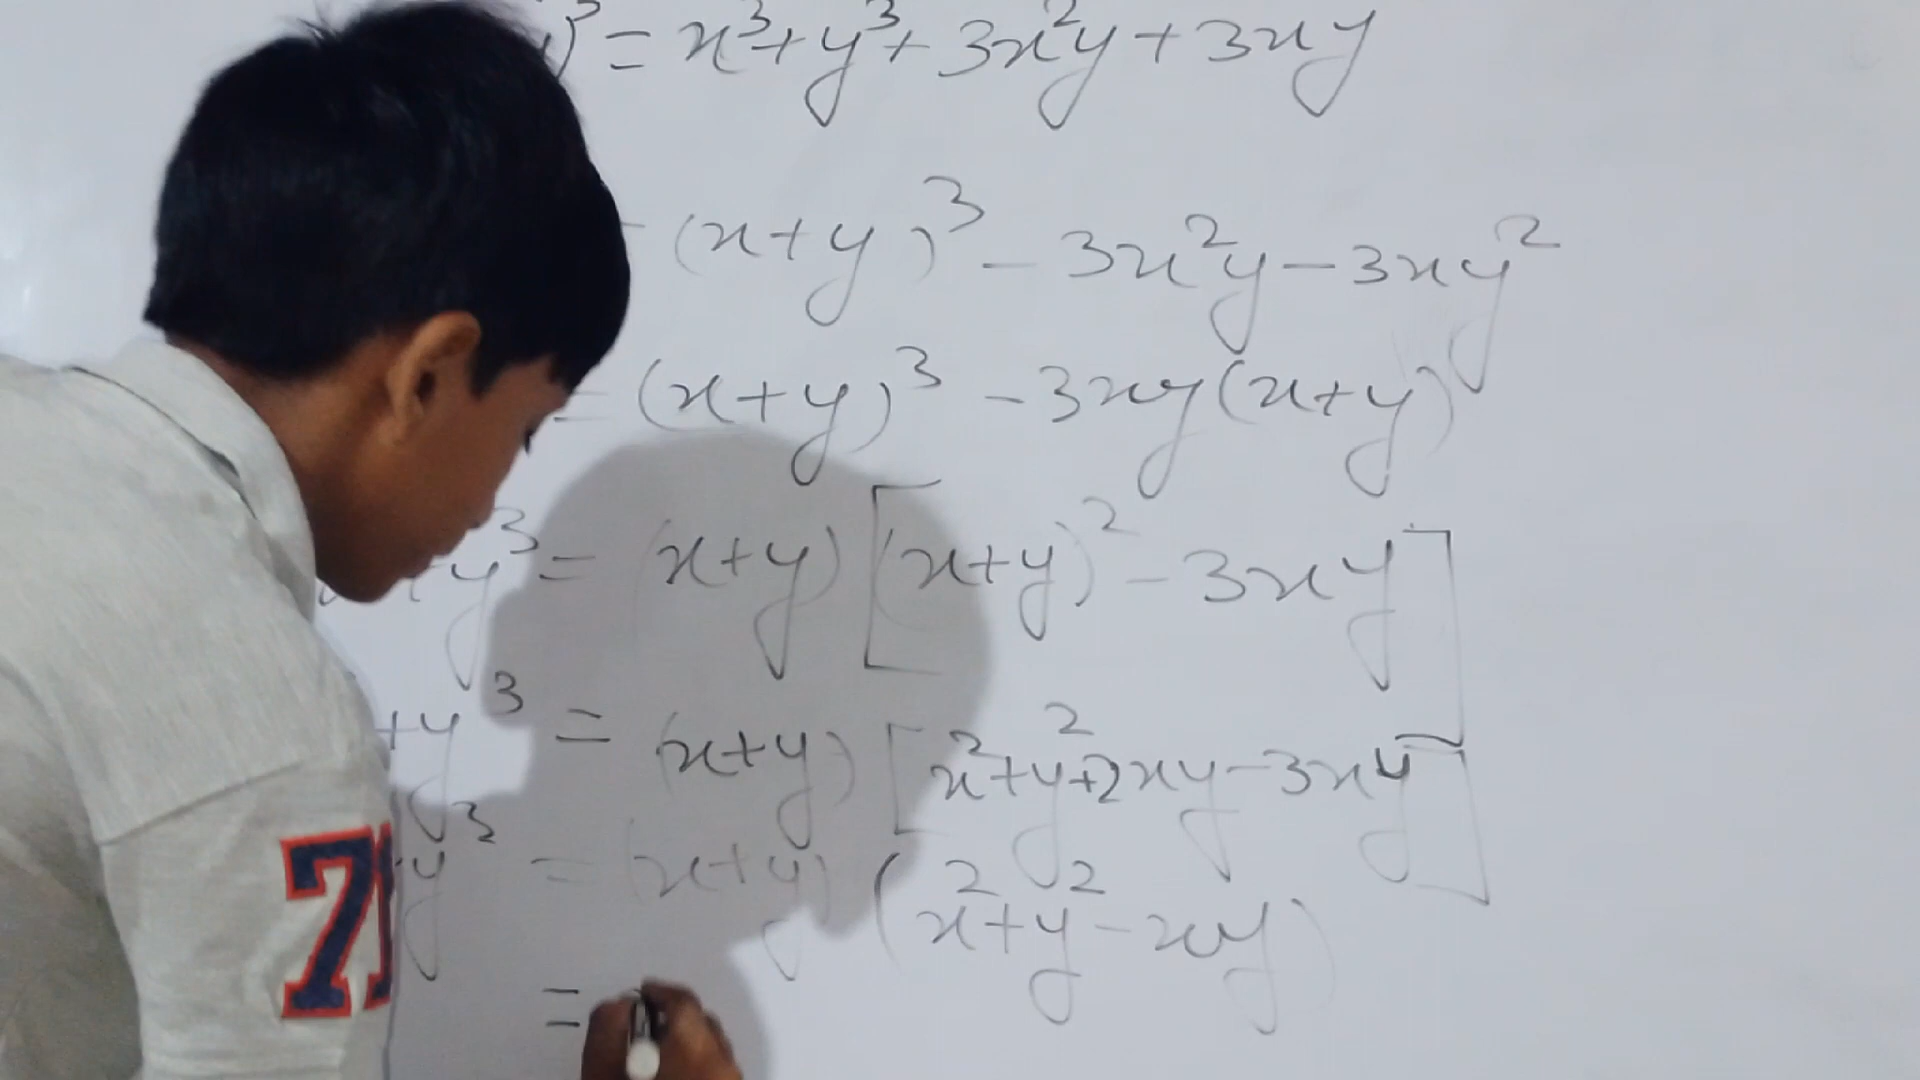 )³ = x³+y³+ 3x²y + 3xy
(x+y)³ - 3x²y - 3xy²
= (x+y)³ - 3xy(x+y)
y³ = (x+y) [(x+y)² - 3xy]
+y³ = (x+y) [x²+y²+2xy-3xy]
y³ = (x+y) (x²+y²-xy)
=
71